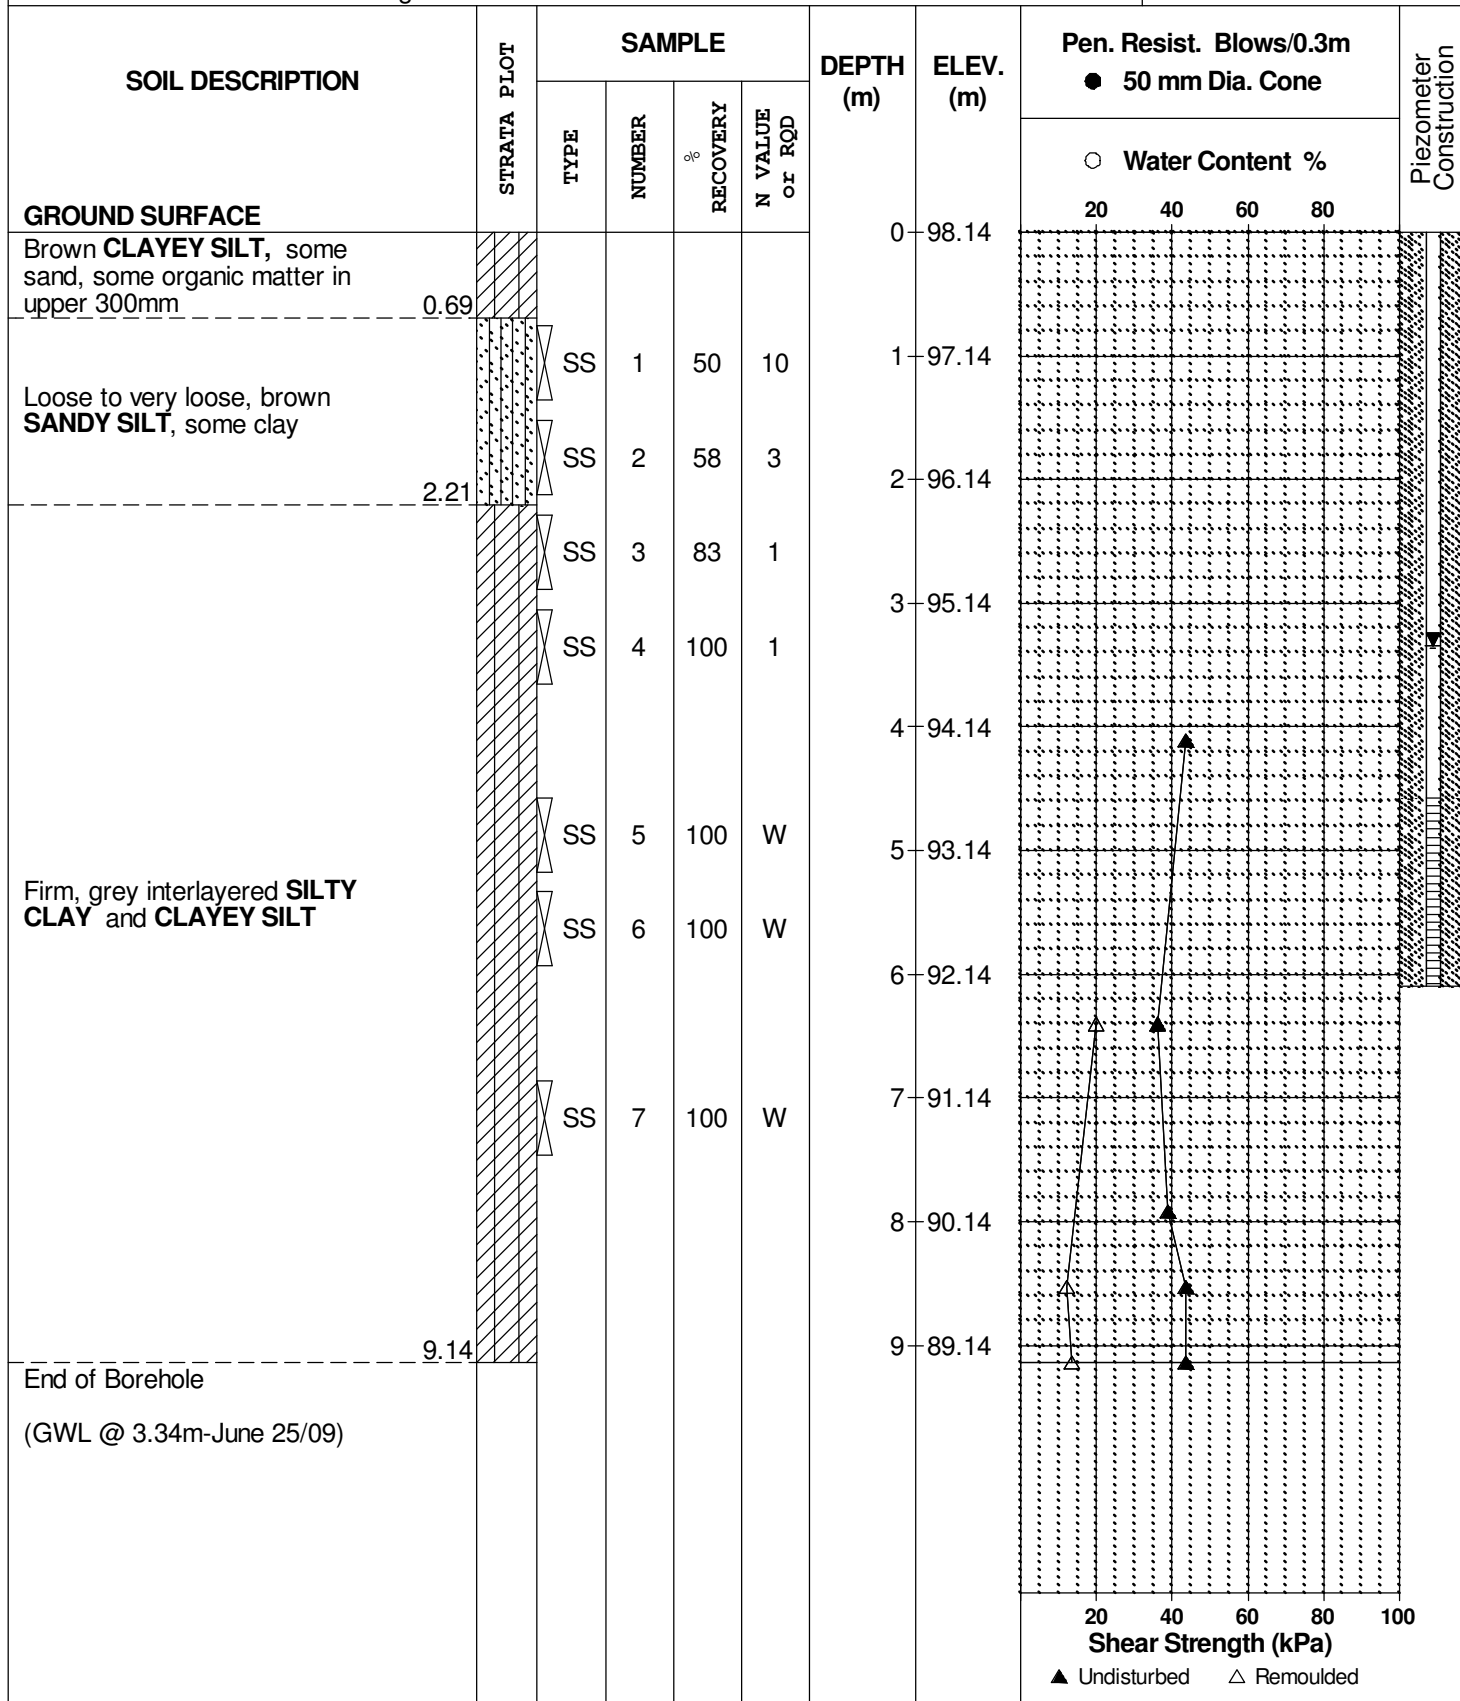 SOIL DESCRIPTION
GROUND SURFACE
STRATA PLOT
SAMPLE
TYPE
NUMBER
% RECOVERY
N VALUE or RQD
DEPTH
(m)
ELEV.
(m)
Pen. Resist. Blows/0.3m
● 50 mm Dia. Cone
○ Water Content %
20 40 60 80
Piezometer
Construction
0 98.14
Brown CLAYEY SILT, some
sand, some organic matter in
upper 300mm 0.69
SS 1 50 10
1 97.14
Loose to very loose, brown
SANDY SILT, some clay
SS 2 58 3
2 96.14
2.21
SS 3 83 1
3 95.14
SS 4 100 1
4 94.14
SS 5 100 W
5 93.14
Firm, grey interlayered SILTY
CLAY and CLAYEY SILT
SS 6 100 W
6 92.14
7 91.14
SS 7 100 W
8 90.14
9 89.14
9.14
End of Borehole
(GWL @ 3.34m-June 25/09)
20 40 60 80 100
Shear Strength (kPa)
▲ Undisturbed △ Remoulded